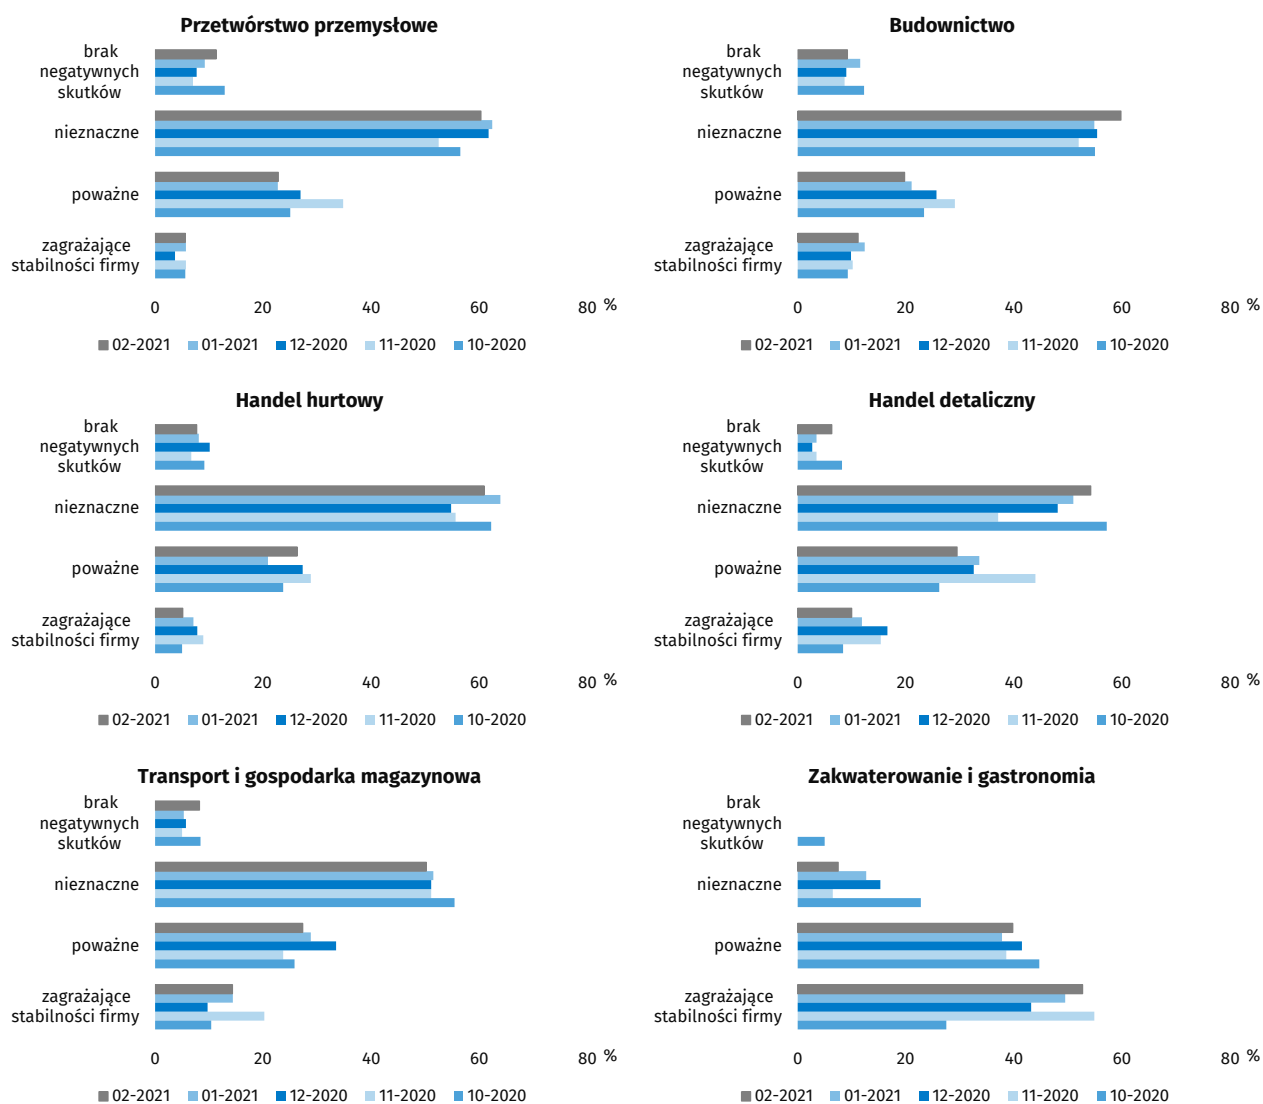 Przetwórstwo przemysłowe
brak
negatywnych
skutków
nieznaczne
poważne
zagrażające
stabilności firmy
0 20 40 60 80 %
02-2021 01-2021 12-2020 11-2020 10-2020
Budownictwo
brak
negatywnych
skutków
nieznaczne
poważne
zagrażające
stabilności firmy
0 20 40 60 80 %
02-2021 01-2021 12-2020 11-2020 10-2020
Handel hurtowy
brak
negatywnych
skutków
nieznaczne
poważne
zagrażające
stabilności firmy
0 20 40 60 80 %
02-2021 01-2021 12-2020 11-2020 10-2020
Handel detaliczny
brak
negatywnych
skutków
nieznaczne
poważne
zagrażające
stabilności firmy
0 20 40 60 80 %
02-2021 01-2021 12-2020 11-2020 10-2020
Transport i gospodarka magazynowa
brak
negatywnych
skutków
nieznaczne
poważne
zagrażające
stabilności firmy
0 20 40 60 80 %
02-2021 01-2021 12-2020 11-2020 10-2020
Zakwaterowanie i gastronomia
brak
negatywnych
skutków
nieznaczne
poważne
zagrażające
stabilności firmy
0 20 40 60 80 %
02-2021 01-2021 12-2020 11-2020 10-2020